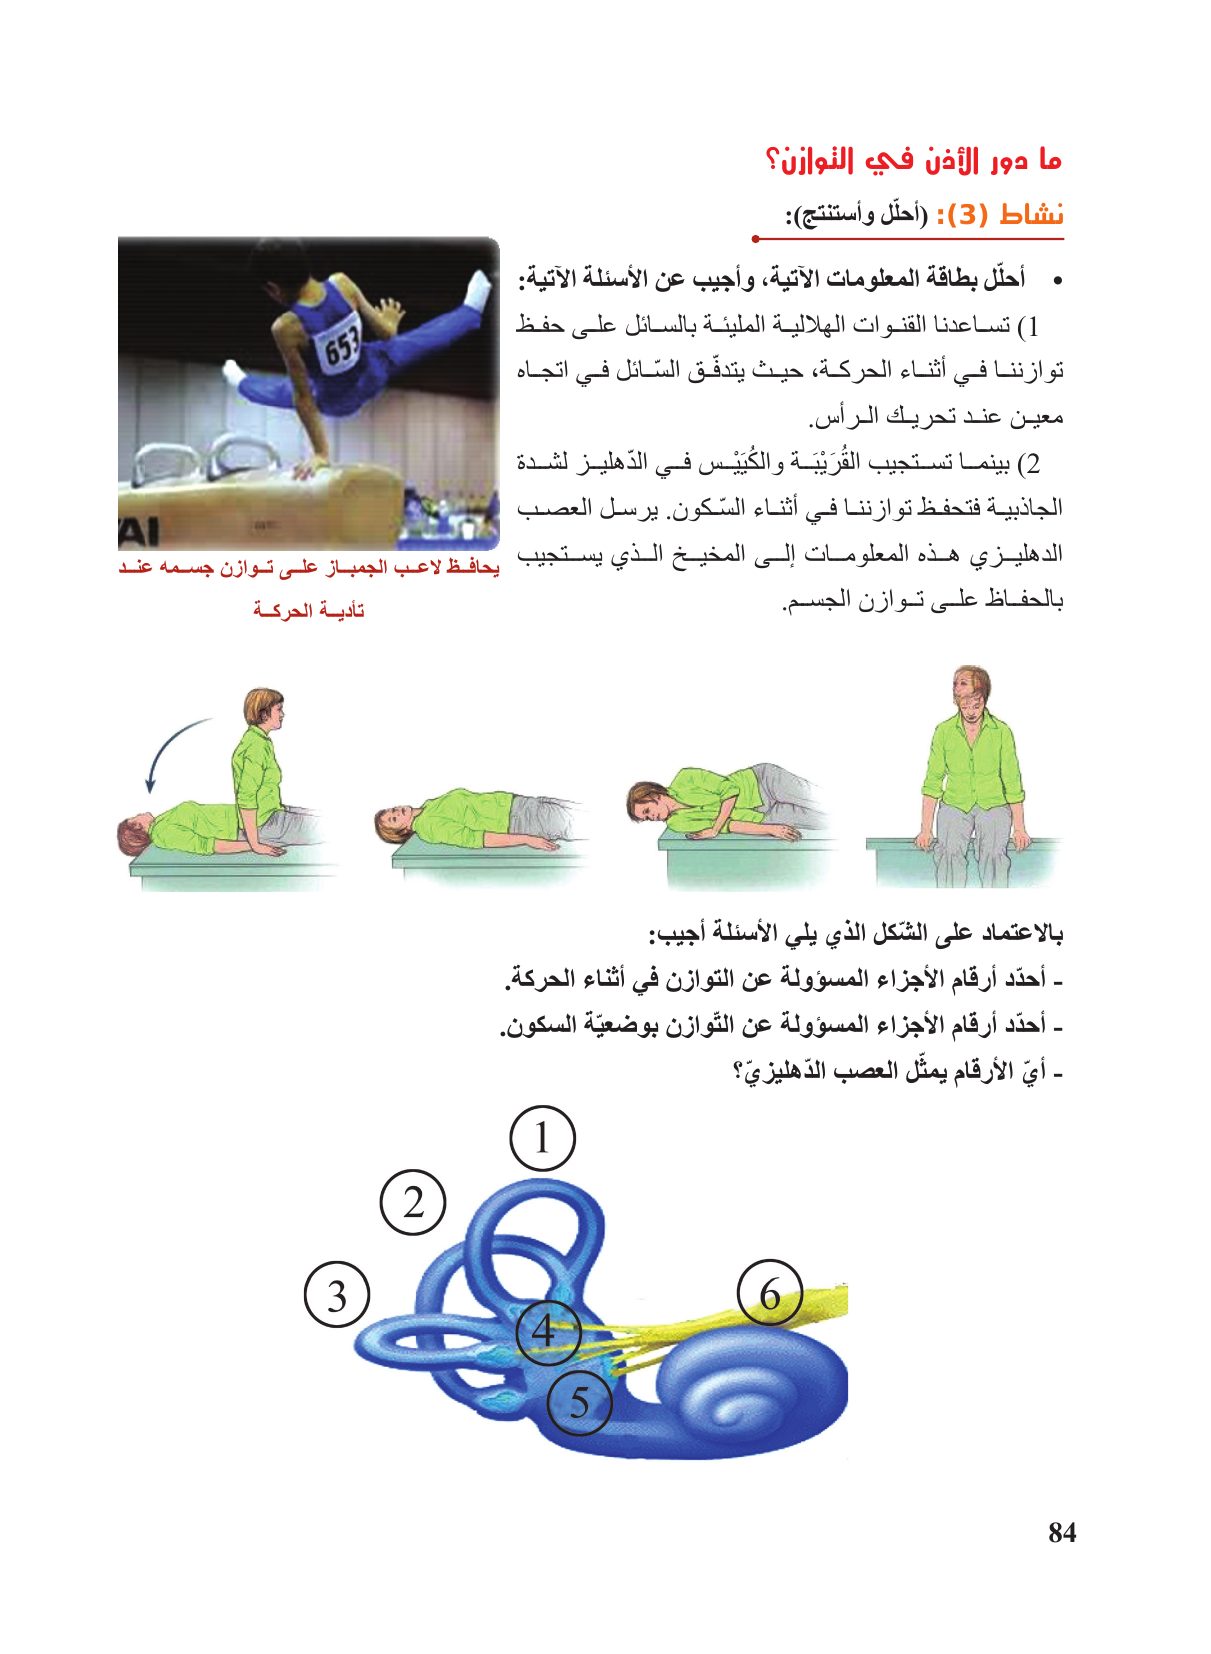 ما دور الأذن في التوازن؟
نشاط (3): (أحلّل وأستنتج):
• أحلّل بطاقة المعلومات الآتية، وأجيب عن الأسئلة الآتية:
1) تساعدنا القنوات الهلالية المليئة بالسائل على حفظ
توازننا في أثناء الحركة، حيث يتدفّق السّائل في اتجاه
معين عند تحريك الرأس.
2) بينما تستجيب القُرَيْبَة والكُيَيْس في الدّهليز لشدة
الجاذبية فتحفظ توازننا في أثناء السّكون. يرسل العصب
الدهليزي هذه المعلومات إلى المخيخ الذي يستجيب
بالحفاظ على توازن الجسم.
653
AI
يحافظ لاعب الجمباز على توازن جسمه عند
تأدية الحركة
بالاعتماد على الشّكل الذي يلي الأسئلة أجيب:
- أحدّد أرقام الأجزاء المسؤولة عن التوازن في أثناء الحركة.
- أحدّد أرقام الأجزاء المسؤولة عن التّوازن بوضعيّة السكون.
- أيّ الأرقام يمثّل العصب الدّهليزيّ؟
1
2
3
6
4
5
84